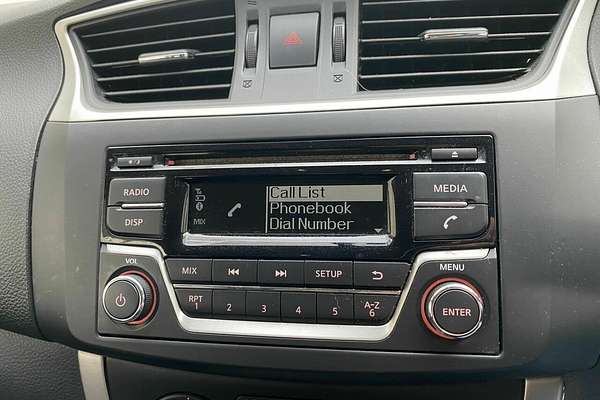 RADIO
DISP
Call List
Phonebook
Dial Number
MIX
MEDIA
VOL
MIX
SETUP
MENU
RPT
1
2
3
4
5
A-Z
6
ENTER